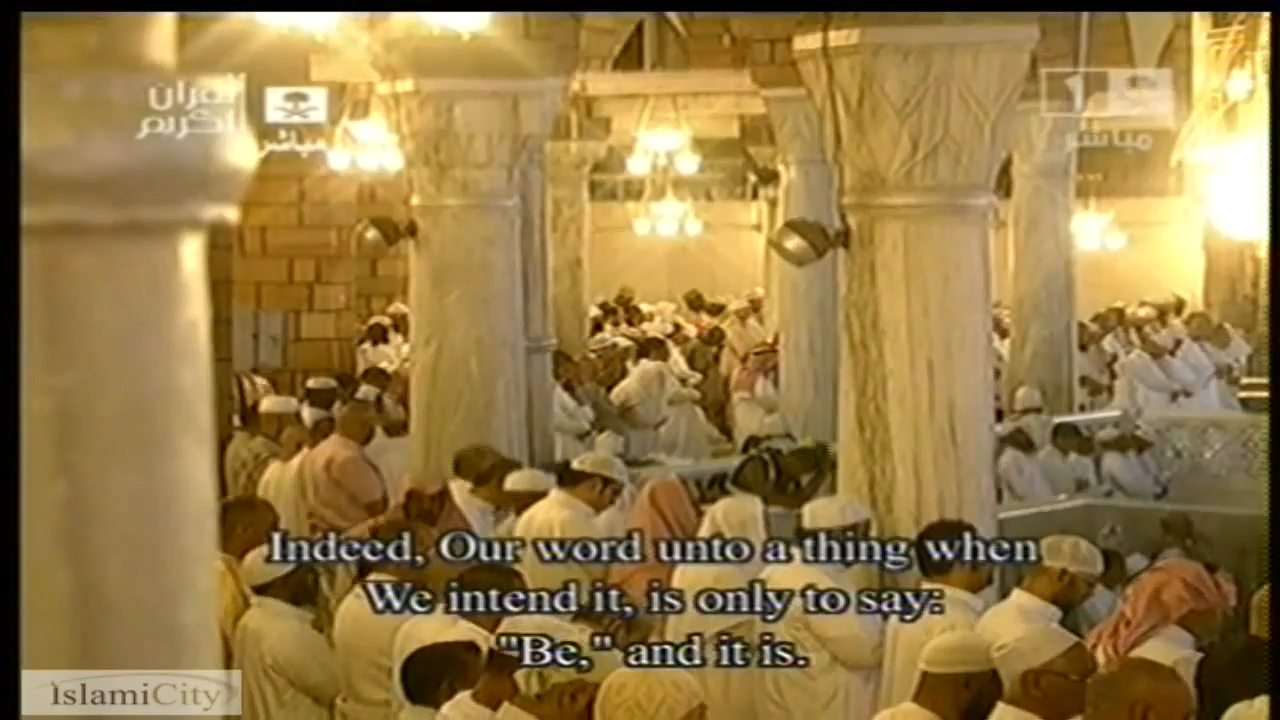 القرآن
الكريم
مباشر
1
مباشر
Indeed, Our word unto a thing when
We intend it, is only to say:
"Be," and it is.
IslamiCity